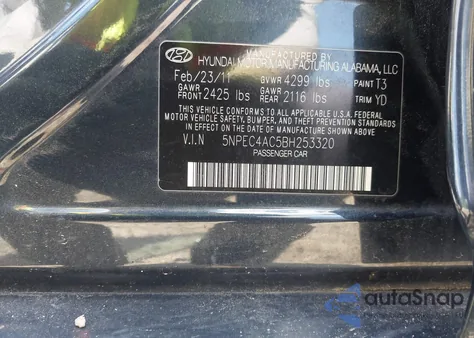 MANUFACTURED BY
HYUNDAI MOTOR MANUFACTURING ALABAMA, LLC
Feb/23/11 GVWR 4299 lbs PAINT T3
GAWR FRONT 2425 lbs GAWR REAR 2116 lbs TRIM YD
THIS VEHICLE CONFORMS TO ALL APPLICABLE U.S. FEDERAL
MOTOR VEHICLE SAFETY, BUMPER, AND THEFT PREVENTION STANDARDS
IN EFFECT ON THE DATE OF MANUFACTURE SHOWN ABOVE.
V.I.N 5NPEC4AC5BH253320
PASSENGER CAR
autoSnap